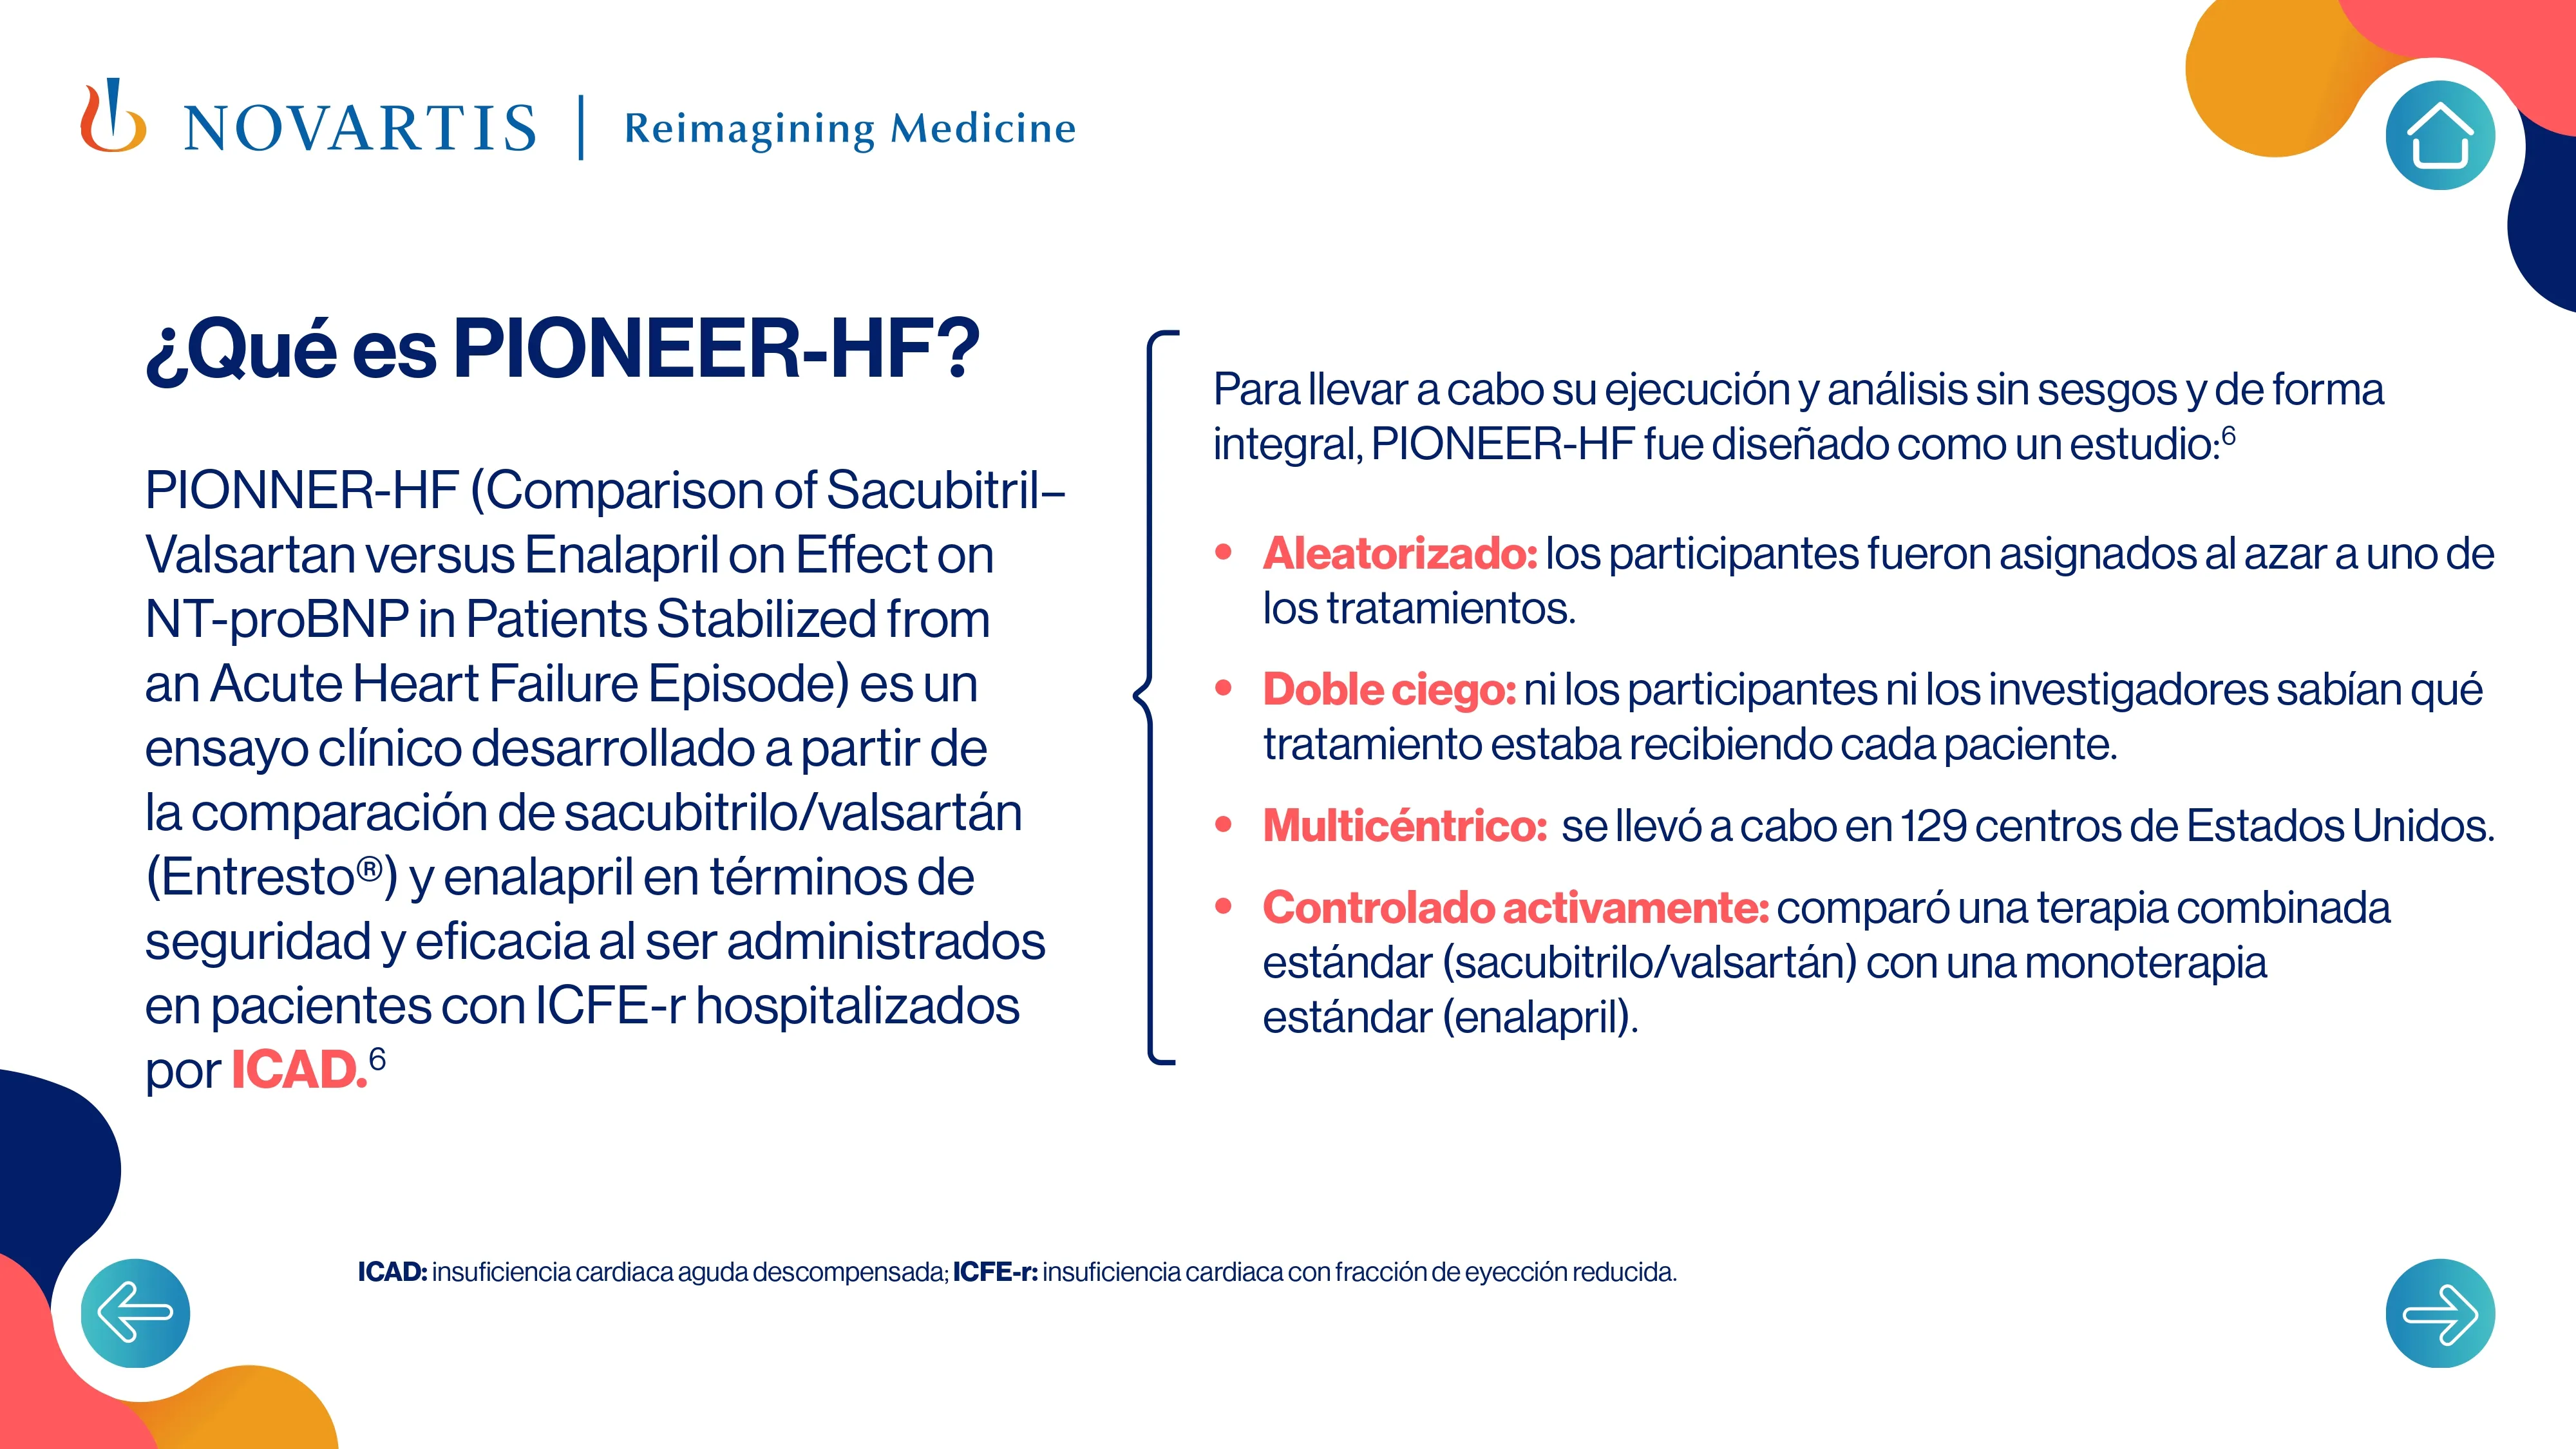 NOVARTIS | Reimagining Medicine
¿Qué es PIONEER-HF?
PIONNER-HF (Comparison of Sacubitril–
Valsartan versus Enalapril on Effect on
NT-proBNP in Patients Stabilized from
an Acute Heart Failure Episode) es un
ensayo clínico desarrollado a partir de
la comparación de sacubitrilo/valsartán
(Entresto®) y enalapril en términos de
seguridad y eficacia al ser administrados
en pacientes con ICFE-r hospitalizados
por ICAD.⁶
Para llevar a cabo su ejecución y análisis sin sesgos y de forma
integral, PIONEER-HF fue diseñado como un estudio:⁶
• Aleatorizado: los participantes fueron asignados al azar a uno de
los tratamientos.
• Doble ciego: ni los participantes ni los investigadores sabían qué
tratamiento estaba recibiendo cada paciente.
• Multicéntrico: se llevó a cabo en 129 centros de Estados Unidos.
• Controlado activamente: comparó una terapia combinada
estándar (sacubitrilo/valsartán) con una monoterapia
estándar (enalapril).
ICAD: insuficiencia cardiaca aguda descompensada; ICFE-r: insuficiencia cardiaca con fracción de eyección reducida.